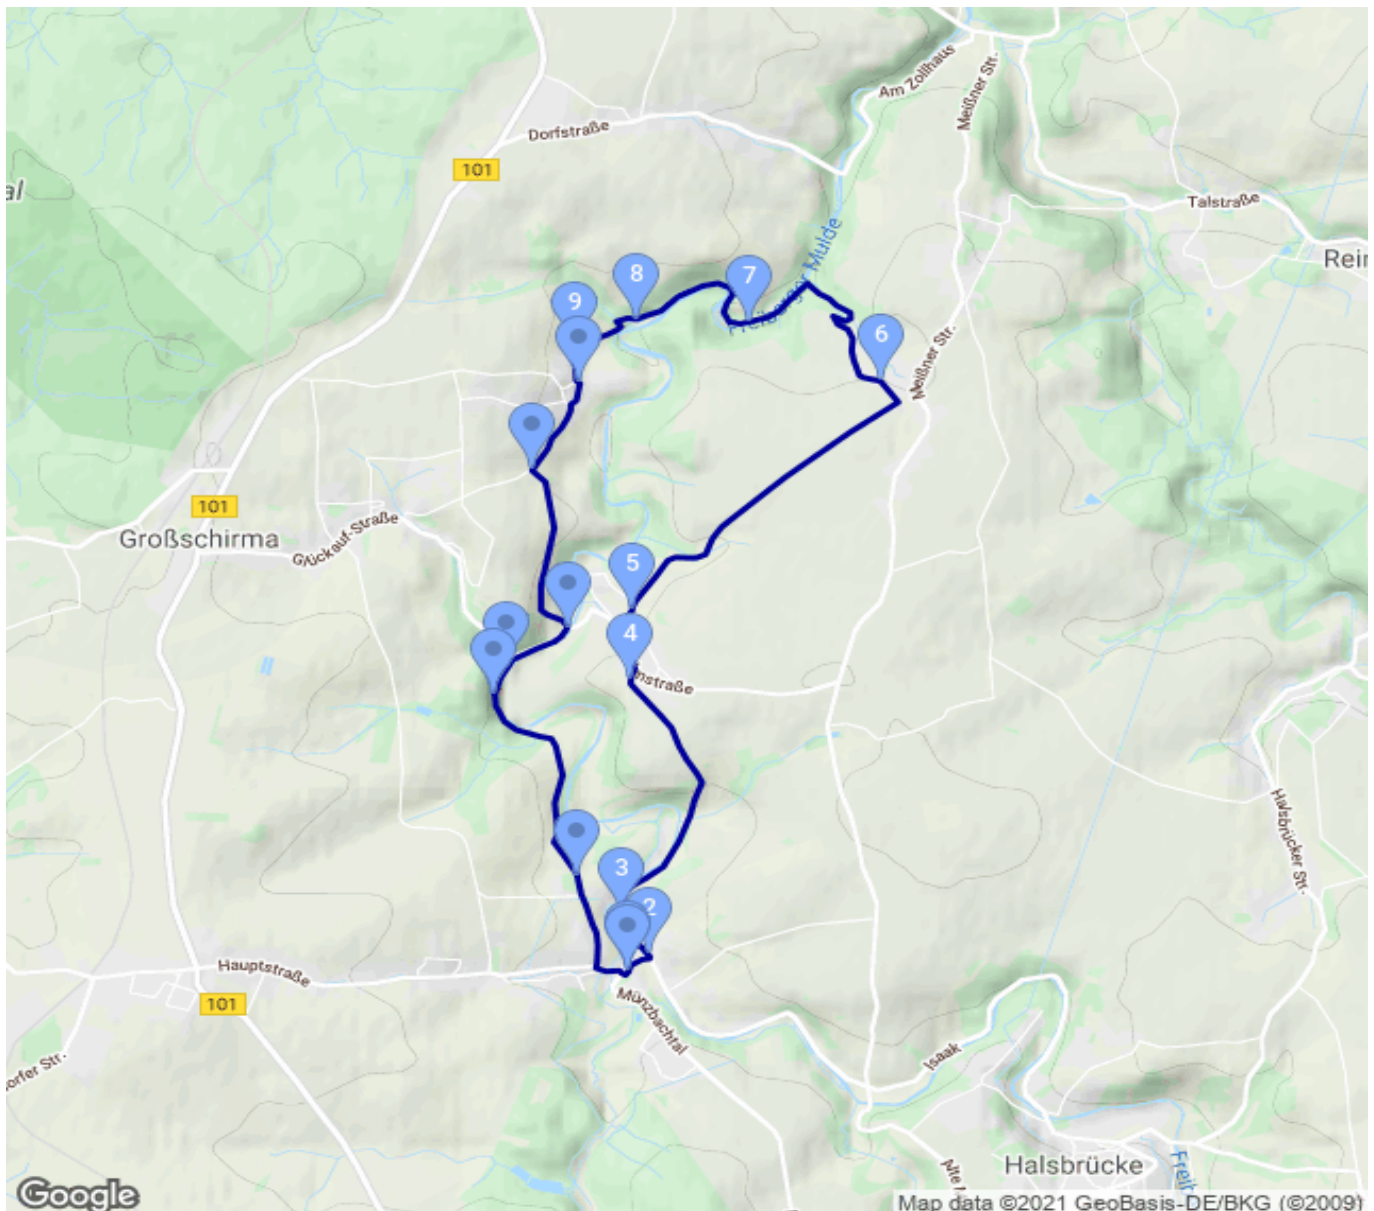 Am Zollhaus
Meißner Str.
Dorfstraße
101
al
Talstraße
Freiberger Mulde
Rei
8
7
9
6
Meißner Str.
101
Großschirma
Glückauf-Straße
5
4
nstraße
Halsbrücker Str.
3
2
Hauptstraße
101
Münzbachtal
orfer Str.
Isaak
Halsbrücke
Freib
Google
Map data ©2021 GeoBasis-DE/BKG (©2009)